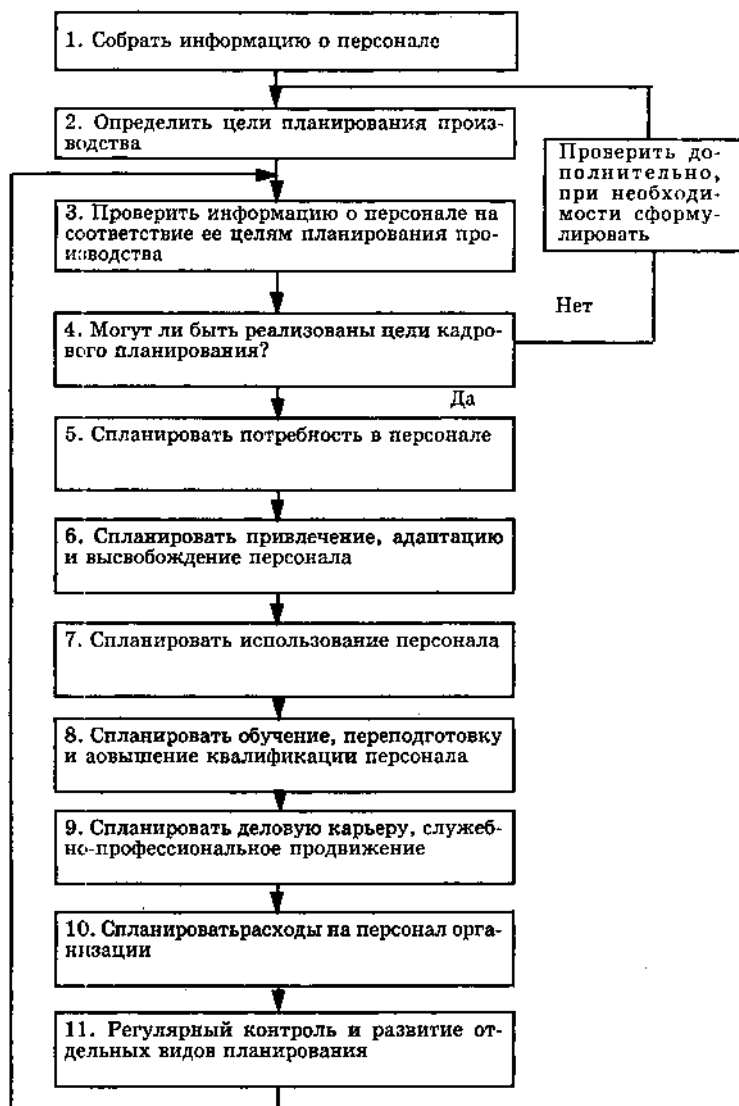 1. Собрать информацию о персонале
2. Определить цели планирования произ-
водства
Проверить до-
полнительно,
при необходи-
мости сформу-
лировать
3. Проверить информацию о персонале на
соответствие ее целям планирования про-
изводства
Нет
4. Могут ли быть реализованы цели кадро-
вого планирования?
Да
5. Спланировать потребность в персонале
6. Спланировать привлечение, адаптацию
и высвобождение персонала
7. Спланировать использование персонала
8. Спланировать обучение, переподготовку
и аовышение квалификации персонала
9. Спланировать деловую карьеру, служеб-
но-профессиональное продвижение
10. Спланироватьрасходы на персонал орга-
низации
11. Регулярный контроль и развитие от-
дельных видов планирования